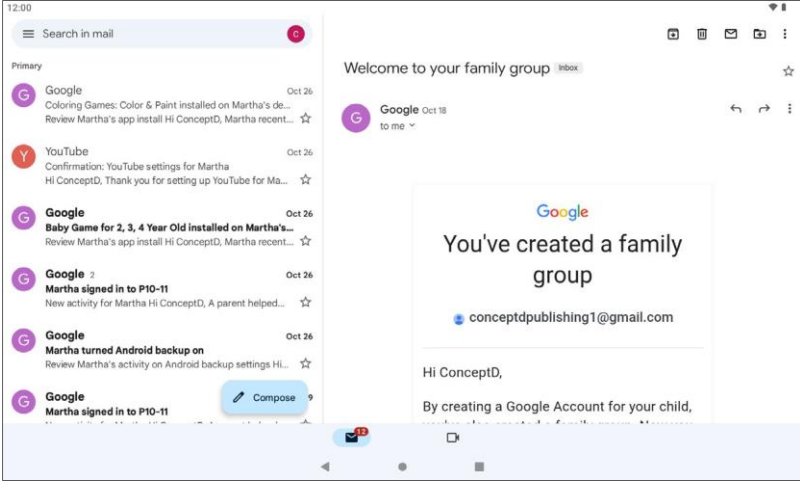 12:00
Search in mail
C
Primary
G
Google
Oct 26
Coloring Games: Color & Paint installed on Martha's de...
Review Martha's app install Hi ConceptD, Martha recent...
Y
YouTube
Oct 26
Confirmation: YouTube settings for Martha
Hi ConceptD, Thank you for setting up YouTube for Ma...
G
Google
Oct 26
Baby Game for 2, 3, 4 Year Old installed on Martha's...
Review Martha's app install Hi ConceptD, Martha recent...
G
Google 2
Oct 26
Martha signed in to P10-11
New activity for Martha Hi ConceptD, A parent helped...
G
Google
Oct 26
Martha turned Android backup on
Review Martha's activity on Android backup settings Hi...
G
Google
9
Martha signed in to P10-11
Compose
Welcome to your family group Inbox
G
Google Oct 18
to me
Google
You've created a family
group
conceptdpublishing1@gmail.com
Hi ConceptD,
By creating a Google Account for your child,
12